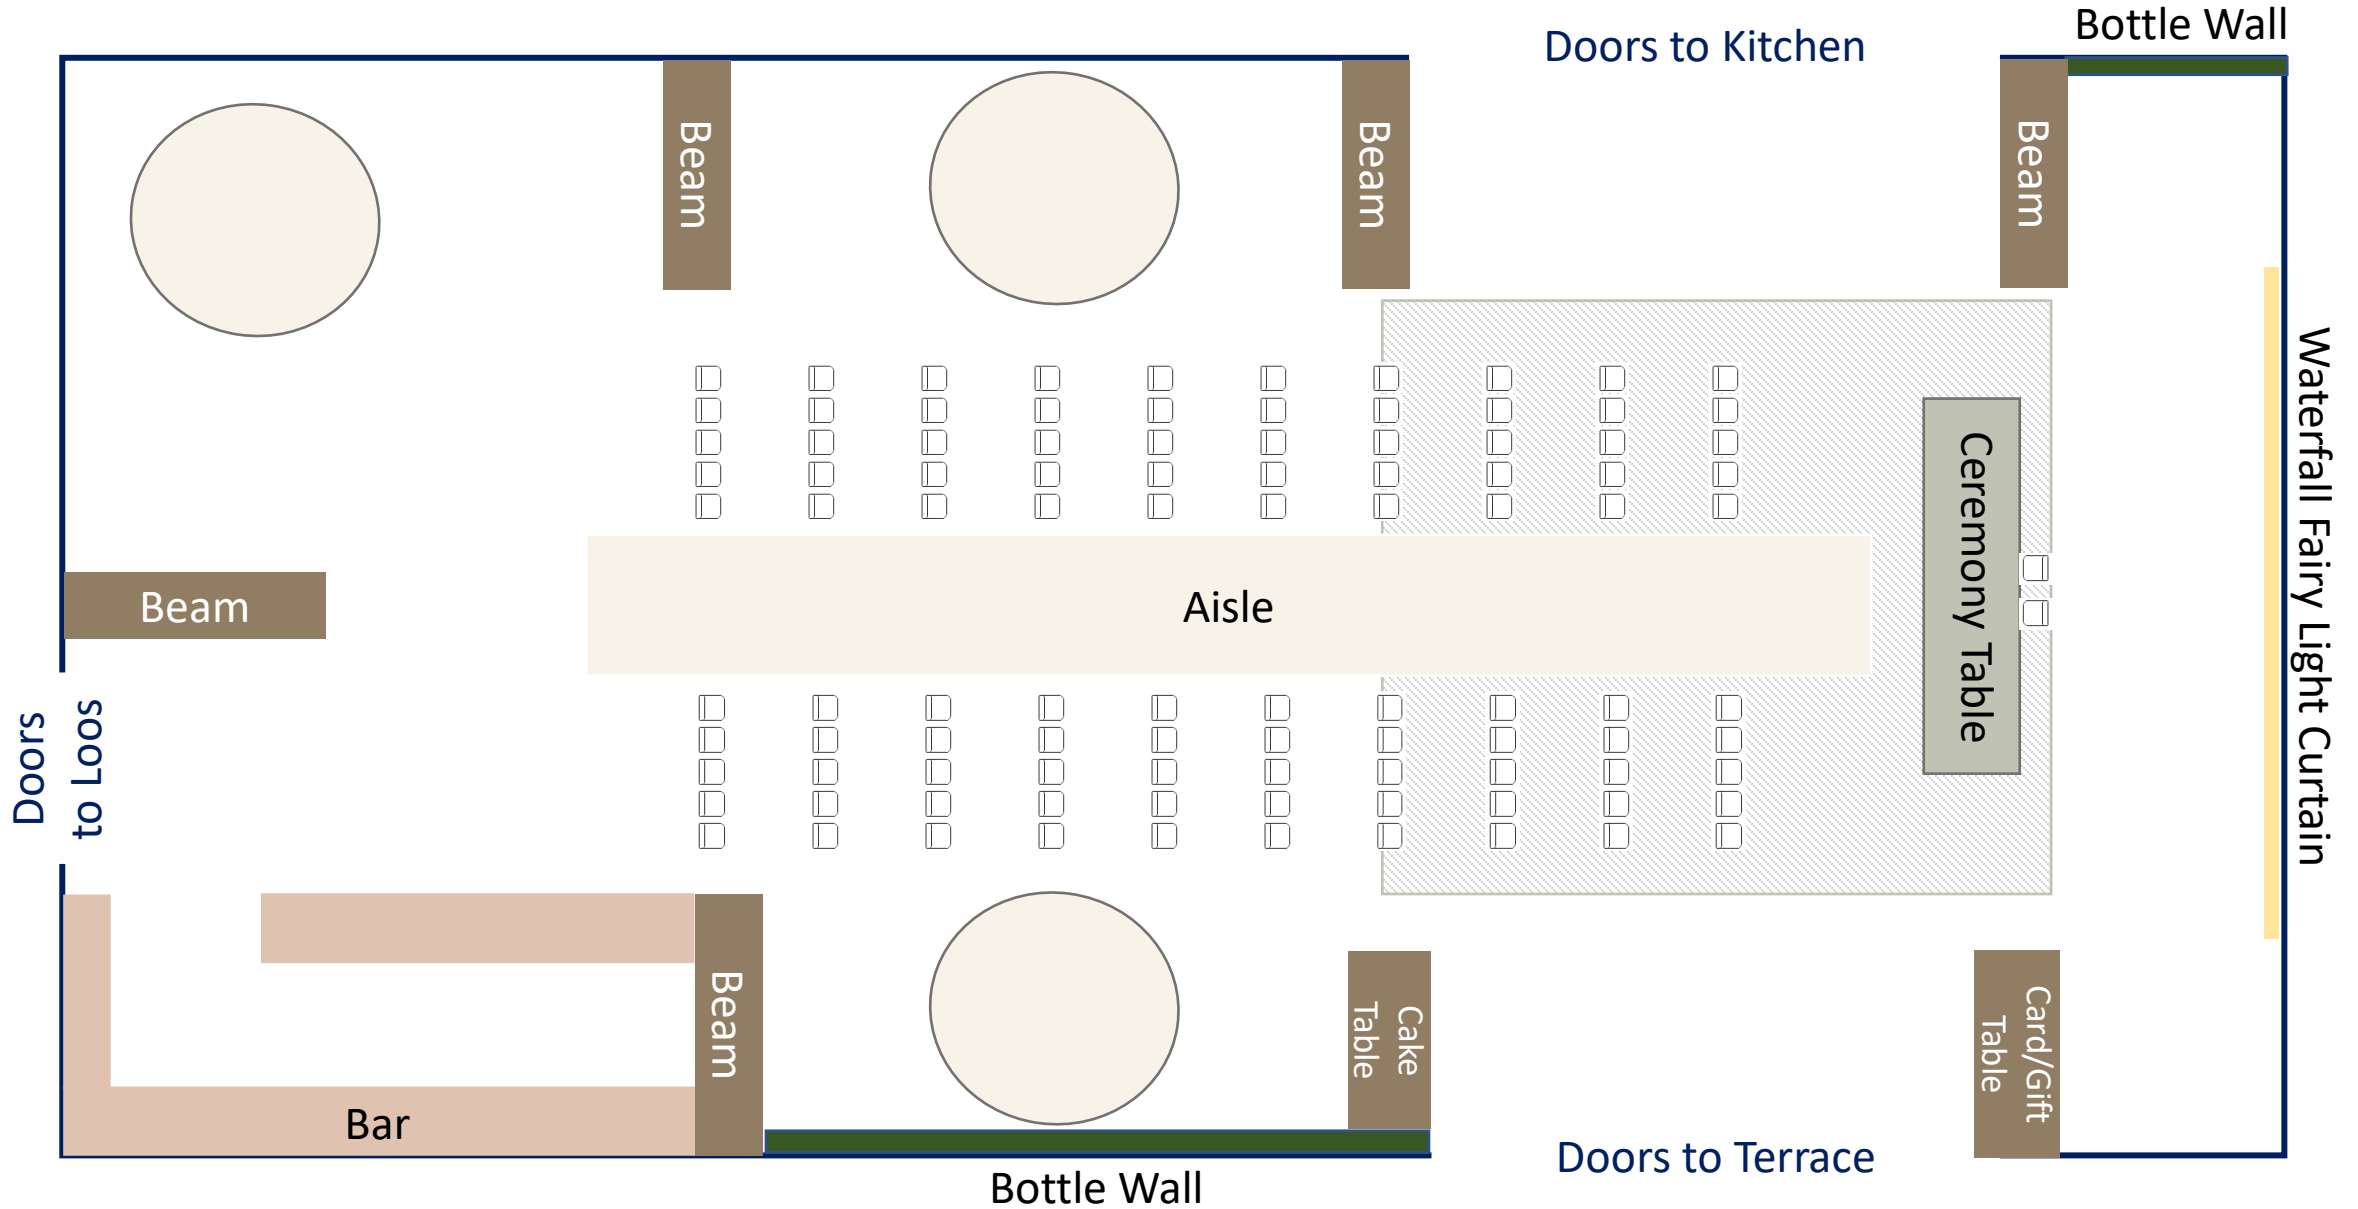 Bottle Wall
Doors to Kitchen
Beam
Beam
Beam
Waterfall Fairy Light Curtain
Ceremony Table
Aisle
Beam
Doors
to Loos
Beam
Cake
Table
Card/Gift
Table
Bar
Doors to Terrace
Bottle Wall